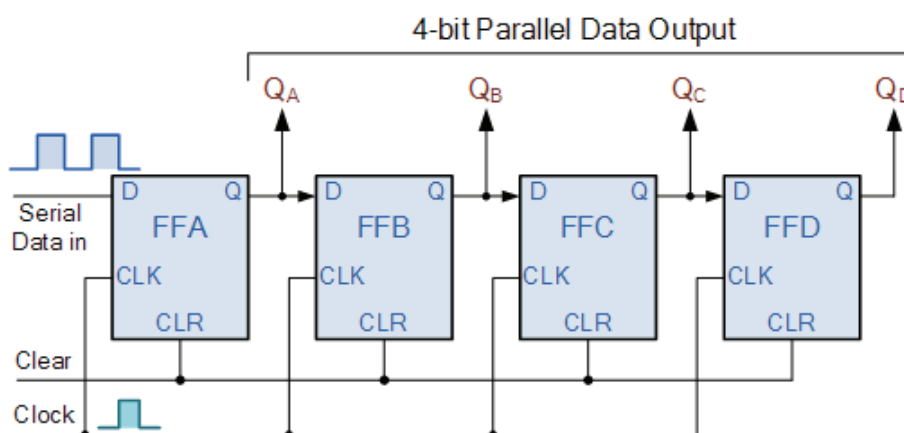 4-bit Parallel Data Output
QA QB QC QD
D Q D Q D Q D Q
Serial
Data in
FFA FFB FFC FFD
CLK CLK CLK CLK
CLR CLR CLR CLR
Clear
Clock